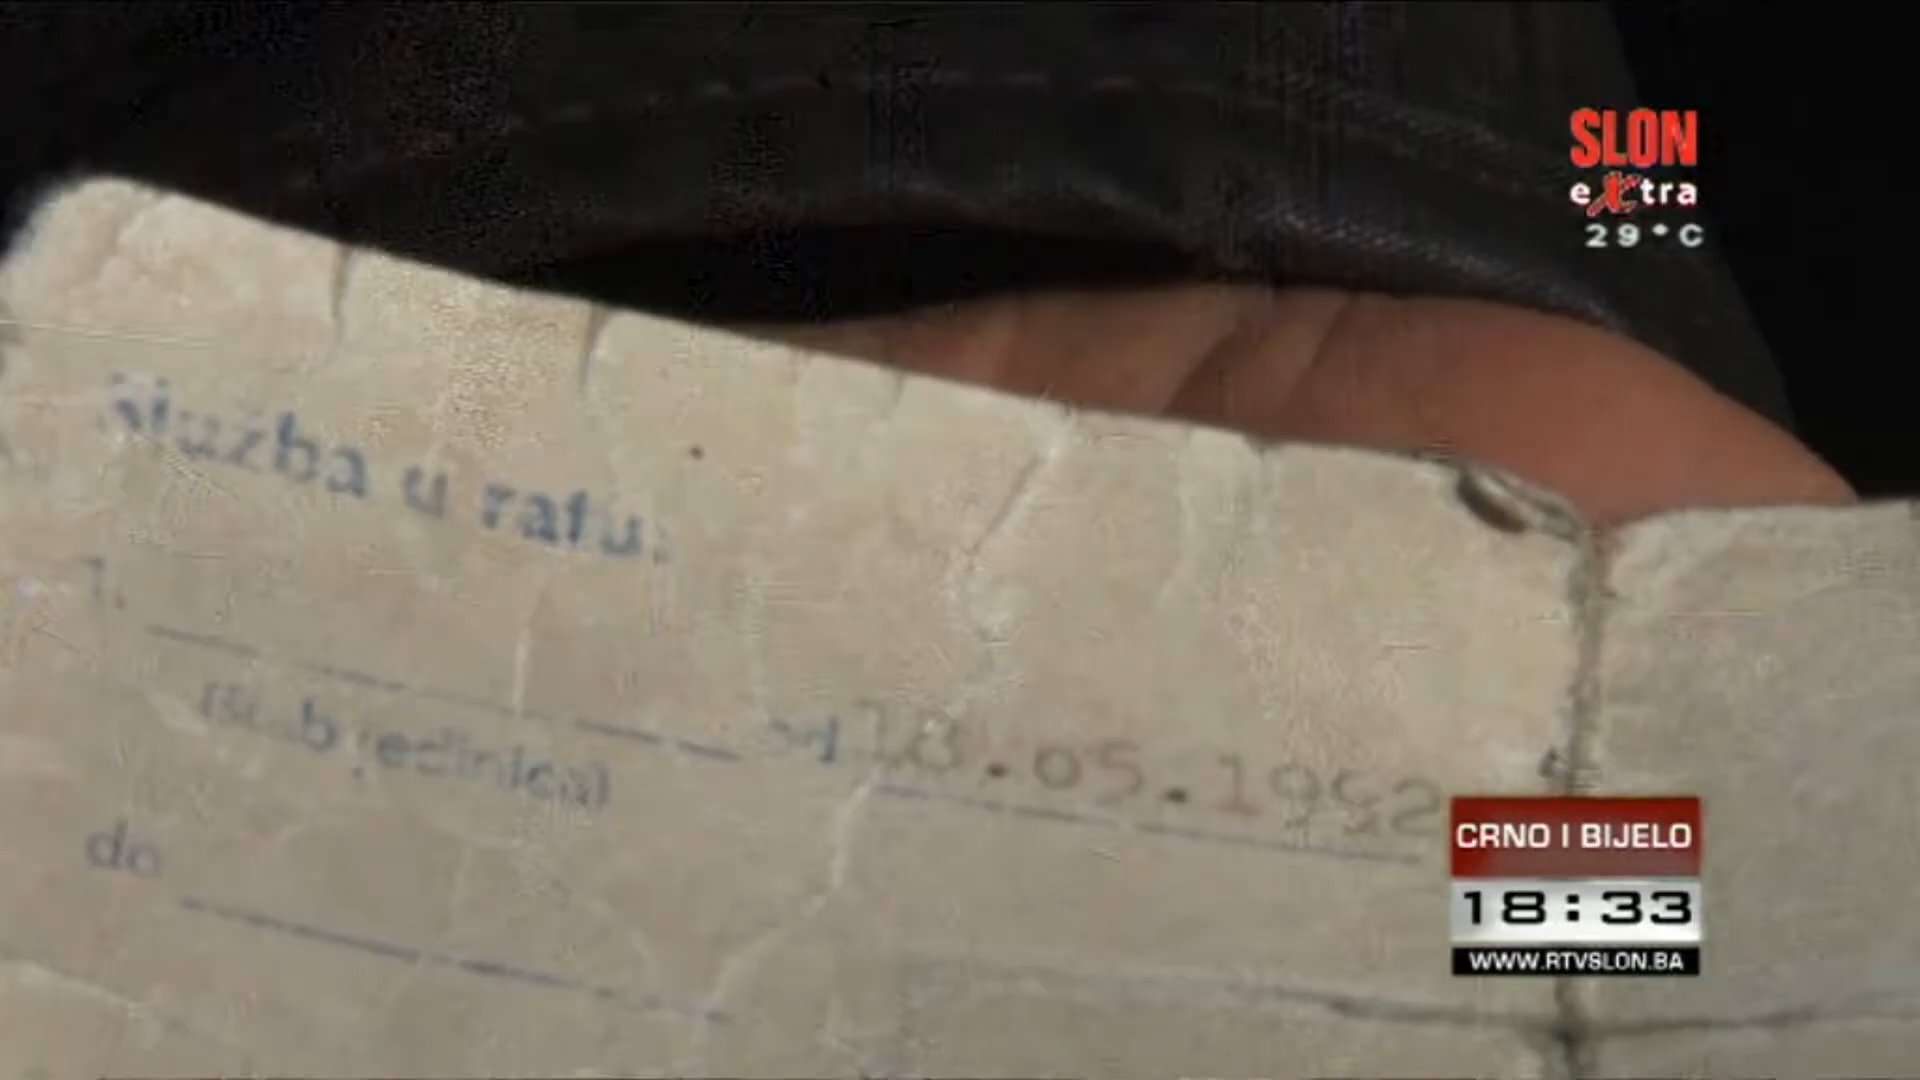 SLON
extra
29°C
Služba u ratu:
1.
jedinica)
od 18.05.1992
do
CRNO I BIJELO
18:33
WWW.RTVSLON.BA